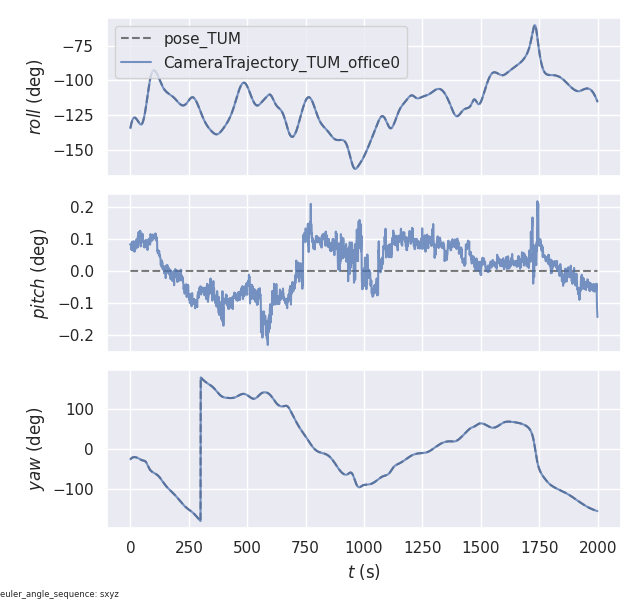 pose_TUM
CameraTrajectory_TUM_office0
roll (deg)
−75
−100
−125
−150
pitch (deg)
0.2
0.1
0.0
−0.1
−0.2
yaw (deg)
100
0
−100
0 250 500 750 1000 1250 1500 1750 2000
t (s)
euler_angle_sequence: sxyz